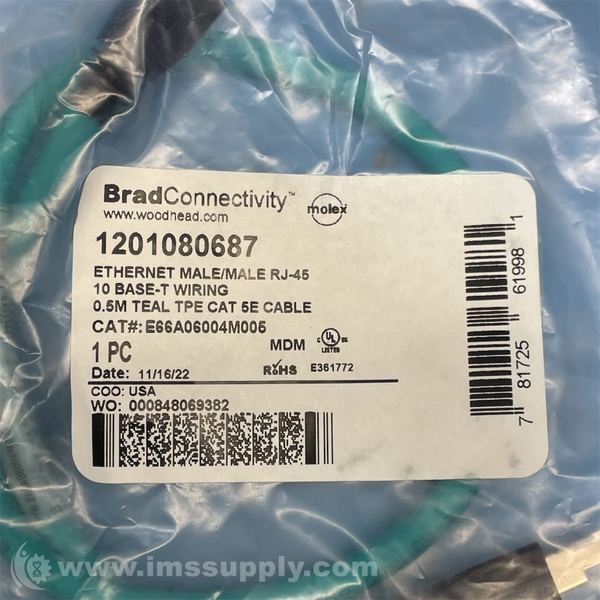 BradConnectivity™
www.woodhead.com
molex
1201080687
ETHERNET MALE/MALE RJ-45
10 BASE-T WIRING
0.5M TEAL TPE CAT 5E CABLE
CAT#: E66A06004M005
1 PC
MDM
UL
LISTED
Date: 11/16/22
RoHS
E361772
COO: USA
WO: 000848069382
7 81725 61998 1
© www.imssupply.com